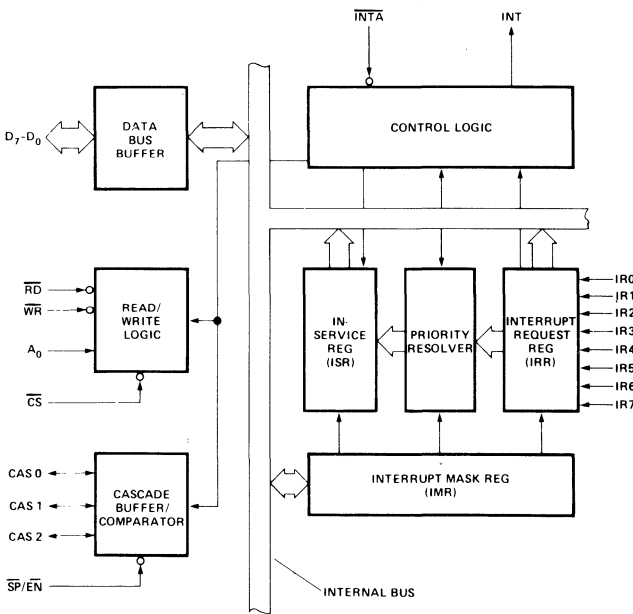 INTA
INT
D7-D0
DATA
BUS
BUFFER
CONTROL LOGIC
RD
WR
A0
CS
READ/
WRITE
LOGIC
IN-
SERVICE
REG
(ISR)
PRIORITY
RESOLVER
INTERRUPT
REQUEST
REG
(IRR)
IR0
IR1
IR2
IR3
IR4
IR5
IR6
IR7
CAS 0
CAS 1
CAS 2
CASCADE
BUFFER/
COMPARATOR
SP/EN
INTERRUPT MASK REG
(IMR)
INTERNAL BUS